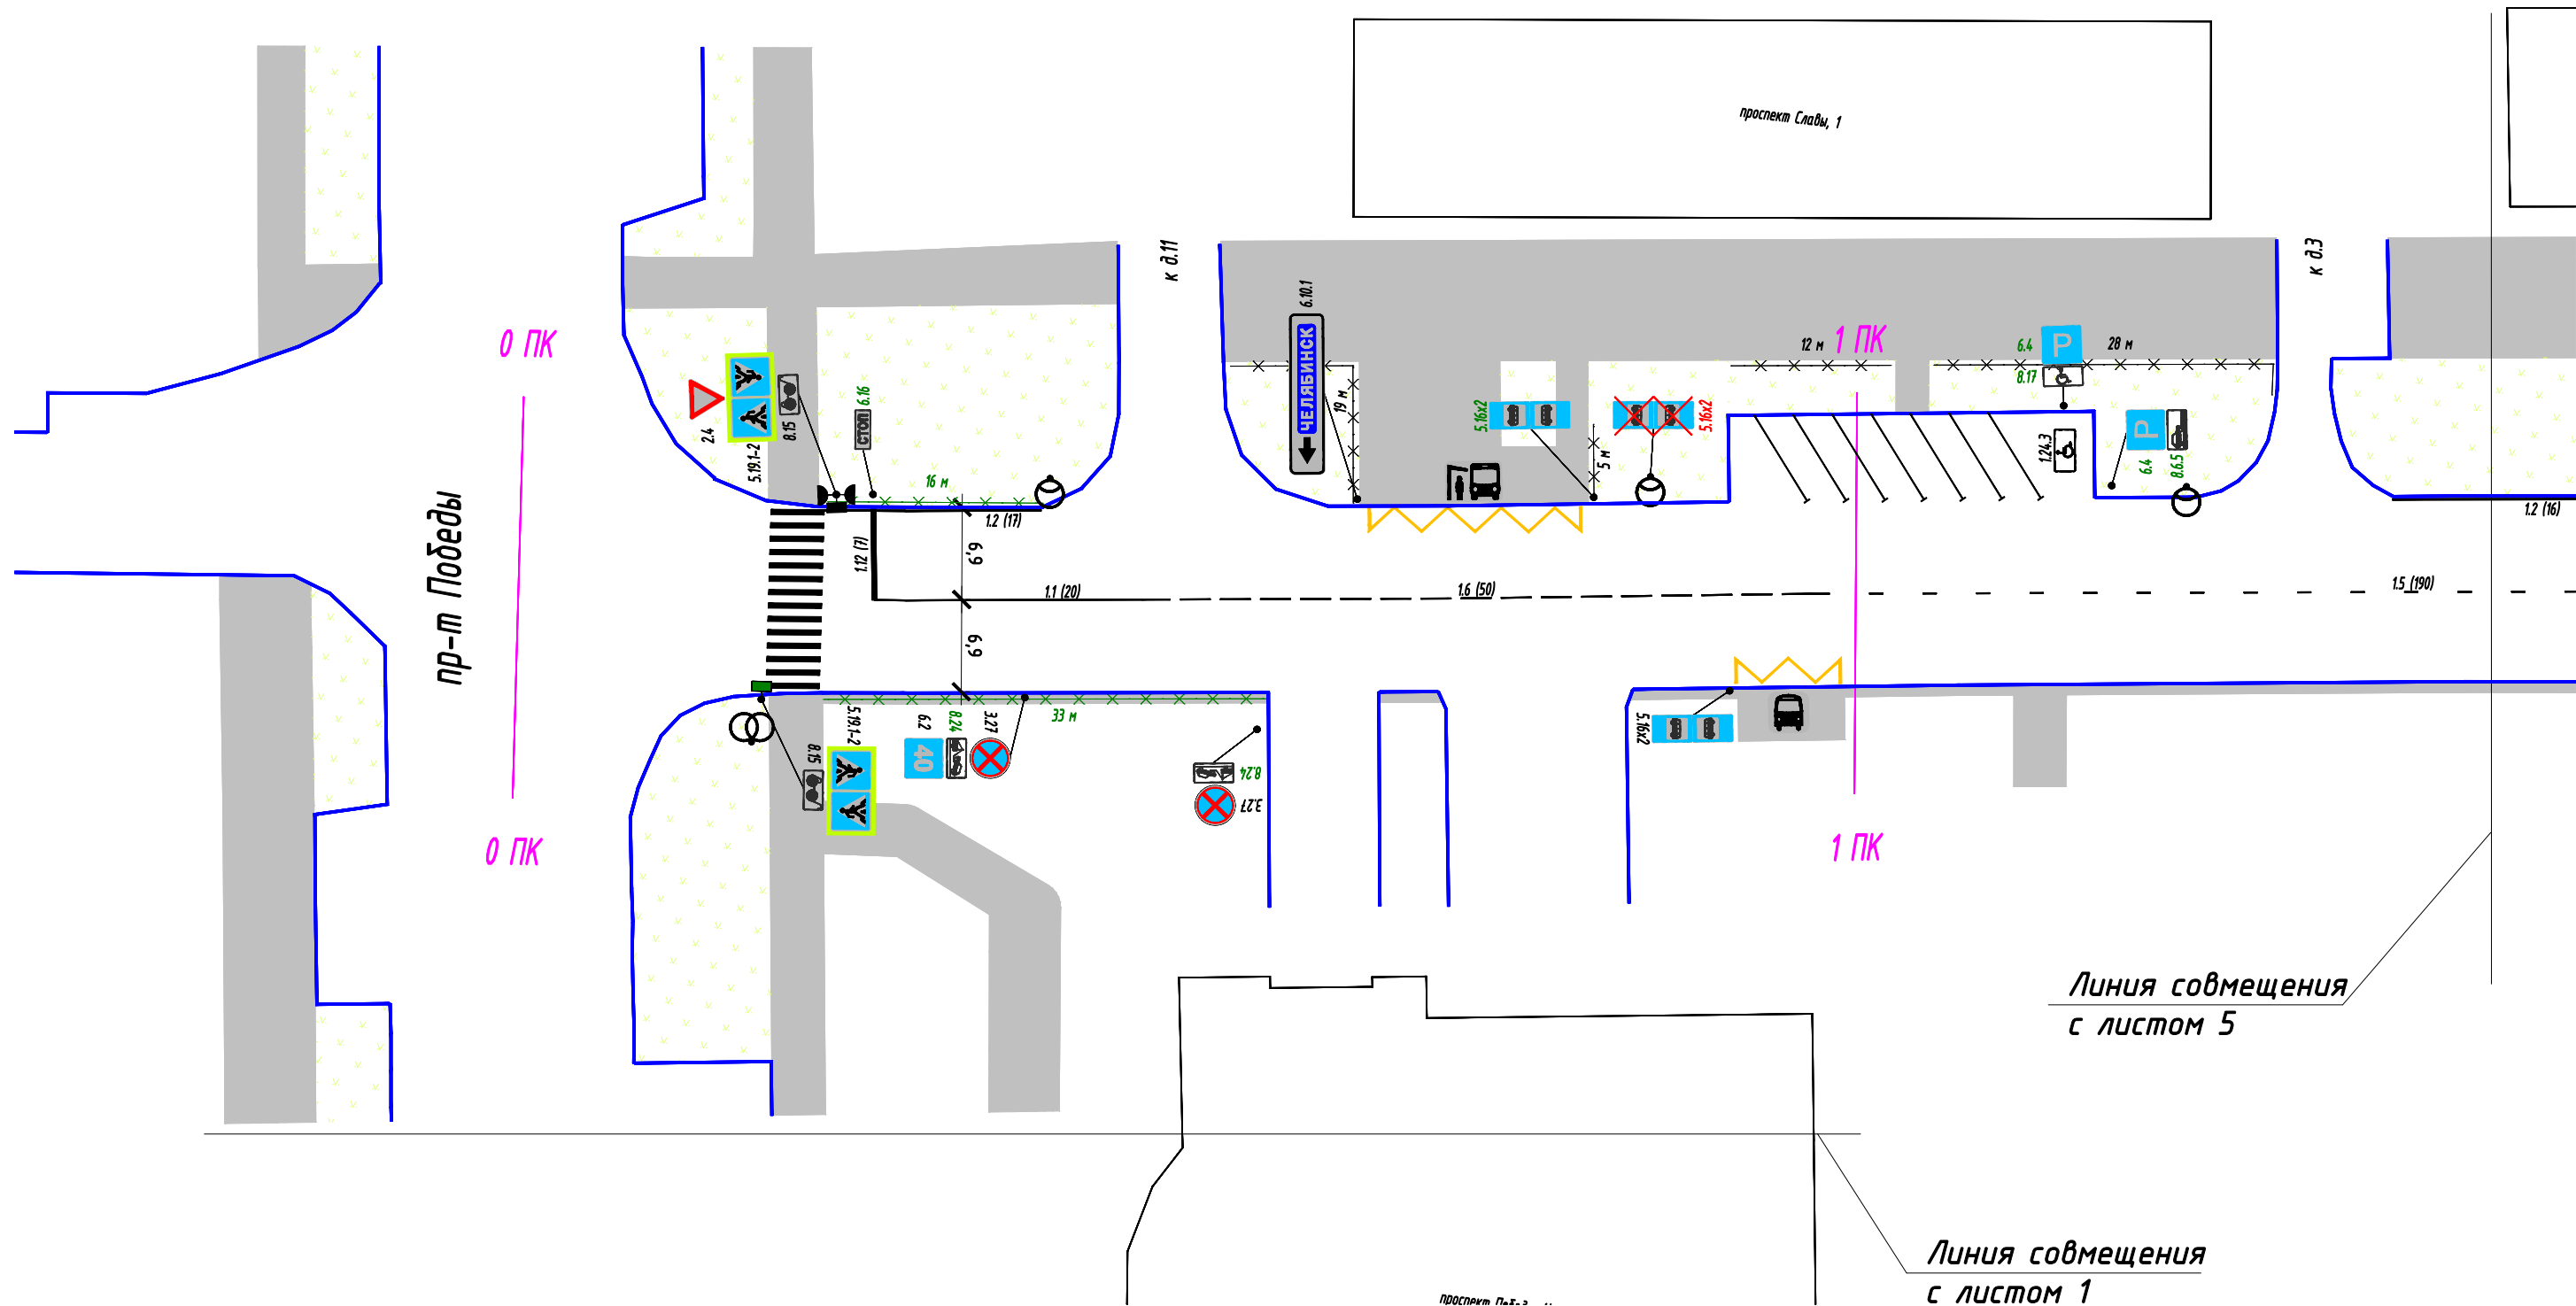 проспект Славы, 1
к д.11
к д.3
0 ПК
1 ПК
6.10.1
ЧЕЛЯБИНСК
12 м
6.4
P
28 м
8.17
2.4
5.19.1-2
8.15
6.16
СТОП
19 м
5.16x2
5.16x2
5 м
1.24.3
P
6.4
8.6.5
16 м
1.2 (17)
1.2 (16)
пр-т Победы
1.12 (7)
6,9
1.1 (20)
1.6 (50)
1.5 (190)
6,9
5.19.1-2
6.2
8.24
3.27
33 м
40
8.15
8.24
3.27
5.16x2
0 ПК
1 ПК
Линия совмещения
с листом 5
Линия совмещения
с листом 1
проспект